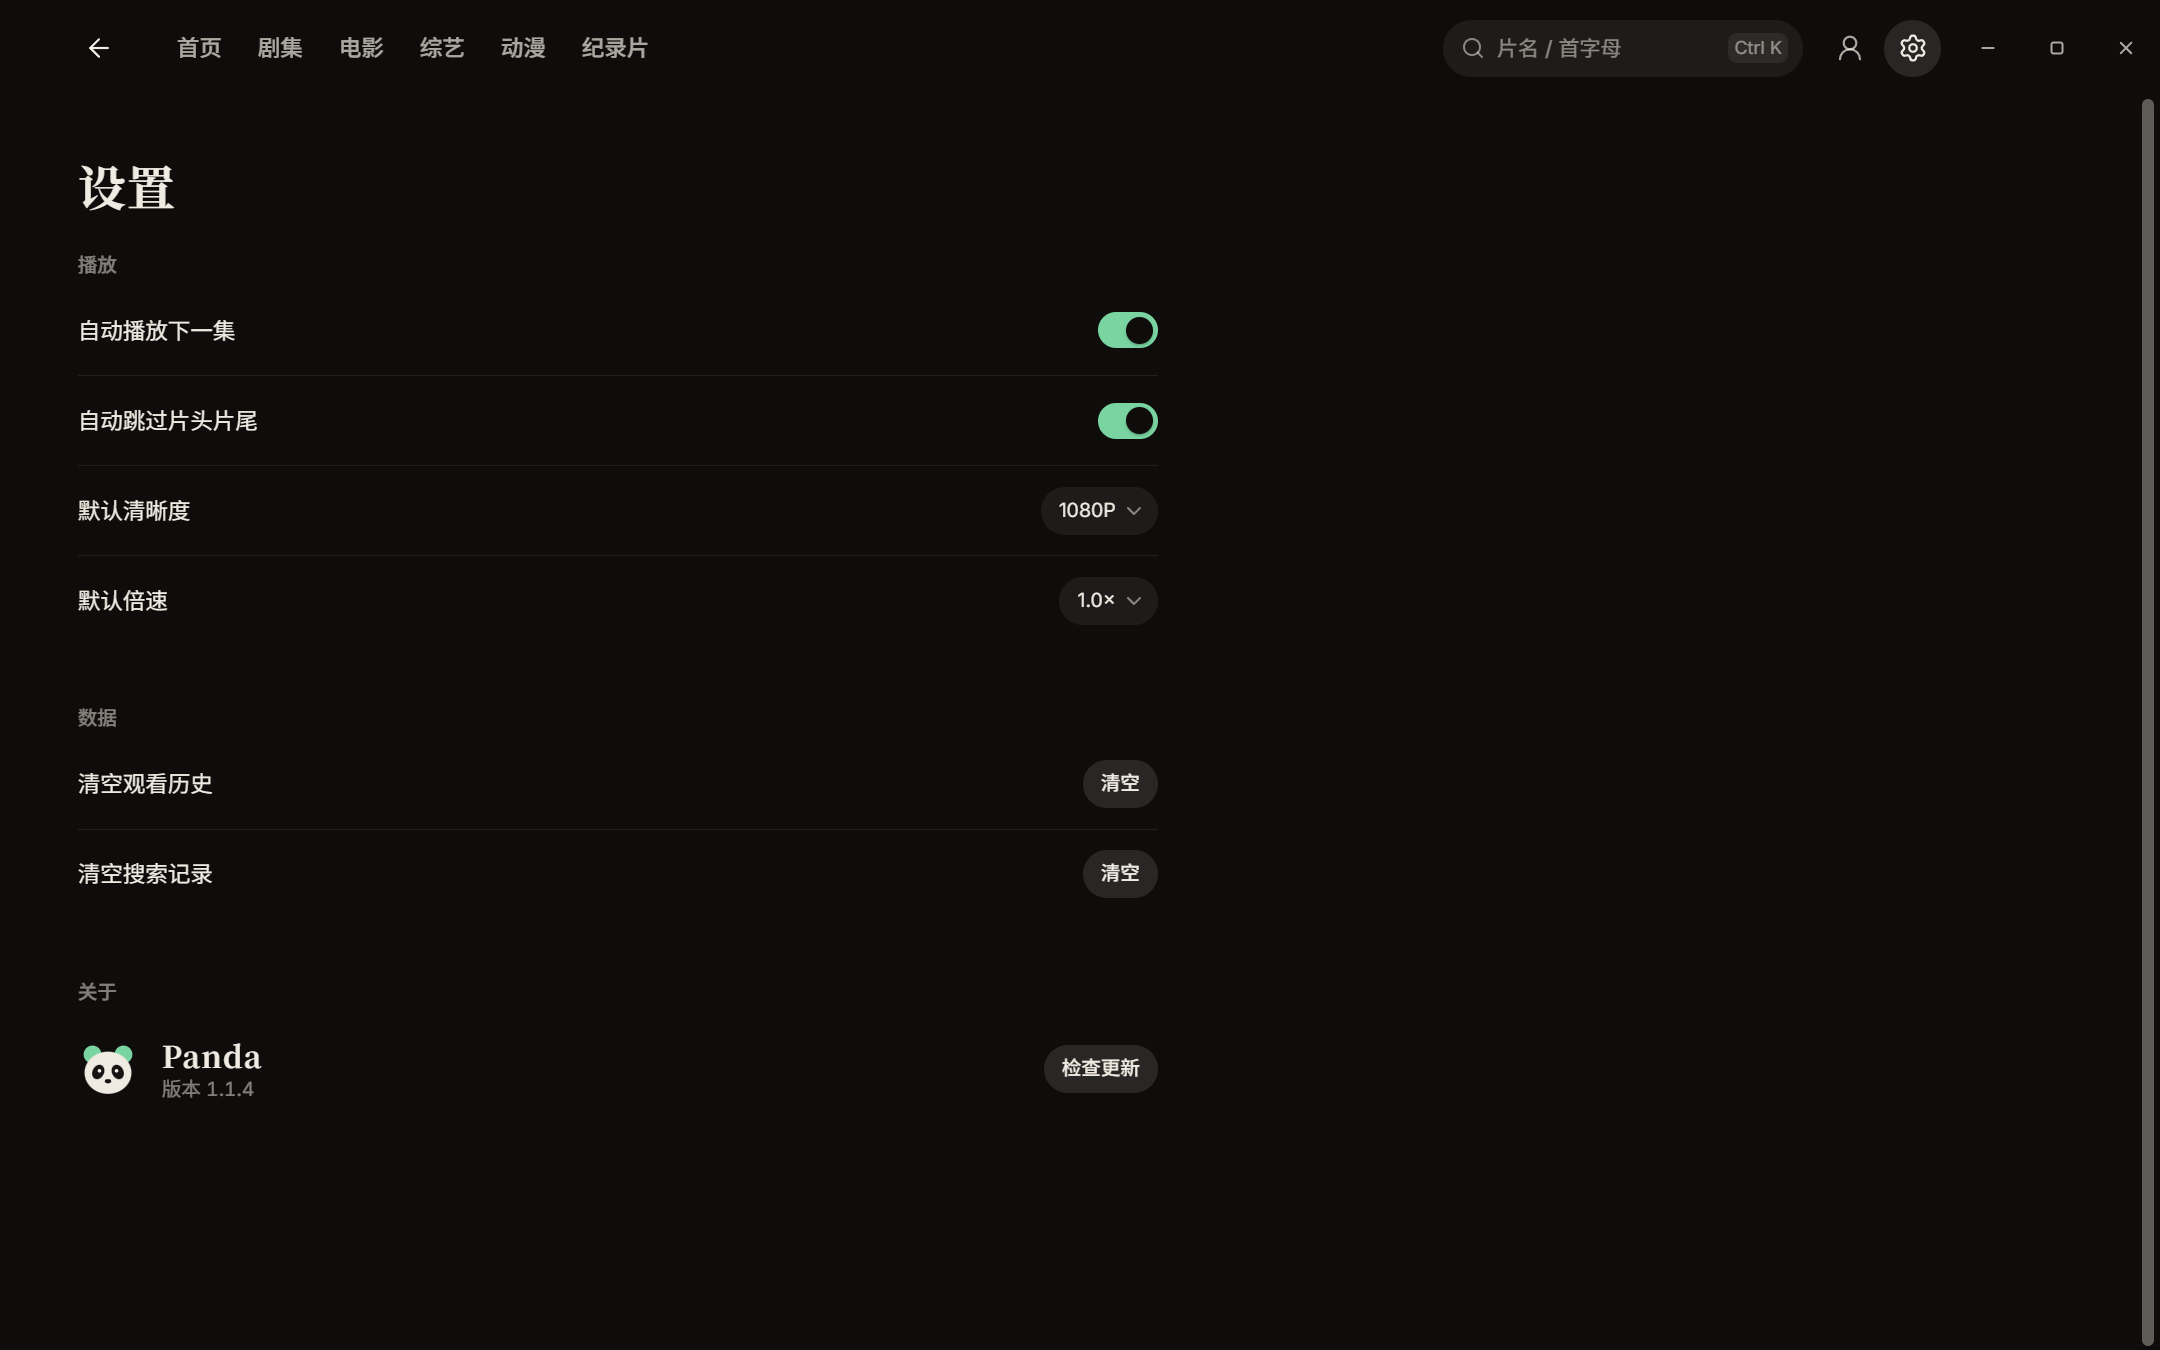 首页 剧集 电影 综艺 动漫 纪录片 片名 / 首字母 Ctrl K
设置
播放
自动播放下一集
自动跳过片头片尾
默认清晰度 1080P
默认倍速 1.0×
数据
清空观看历史 清空
清空搜索记录 清空
关于
Panda
版本 1.1.4
检查更新